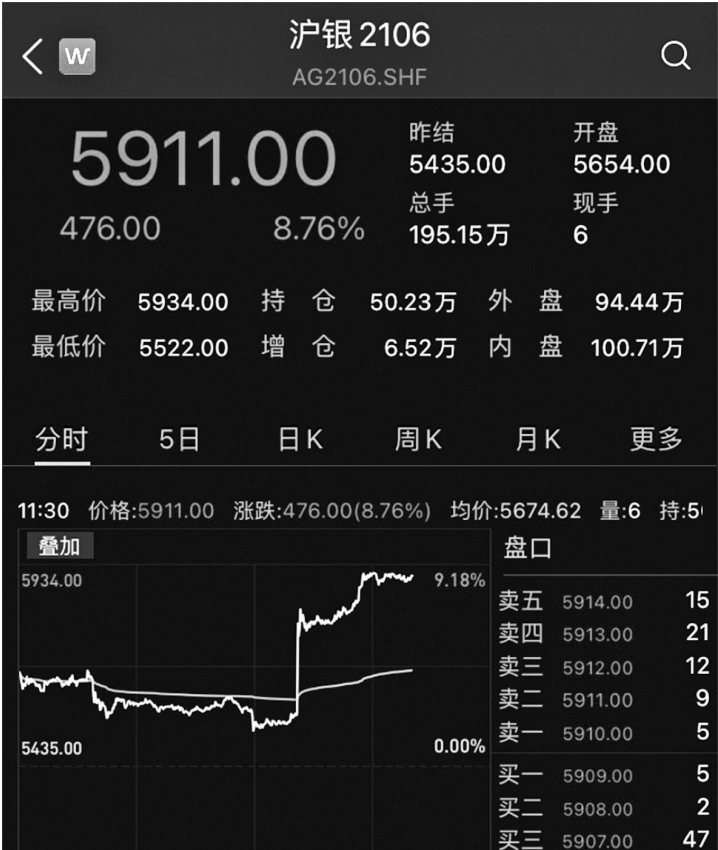 沪银 2106
W
AG2106.SHF
5911.00
476.00 8.76%
昨结 开盘
5435.00 5654.00
总手 现手
195.15万 6
最高价 5934.00 持仓 50.23万 外盘 94.44万
最低价 5522.00 增仓 6.52万 内盘 100.71万
分时 5日 日K 周K 月K 更多
11:30 价格:5911.00 涨跌:476.00(8.76%) 均价:5674.62 量:6 持:5
叠加
5934.00 9.18%
5435.00 0.00%
盘口
卖五 5914.00 15
卖四 5913.00 21
卖三 5912.00 12
卖二 5911.00 9
卖一 5910.00 5
买一 5909.00 5
买二 5908.00 2
买三 5907.00 47